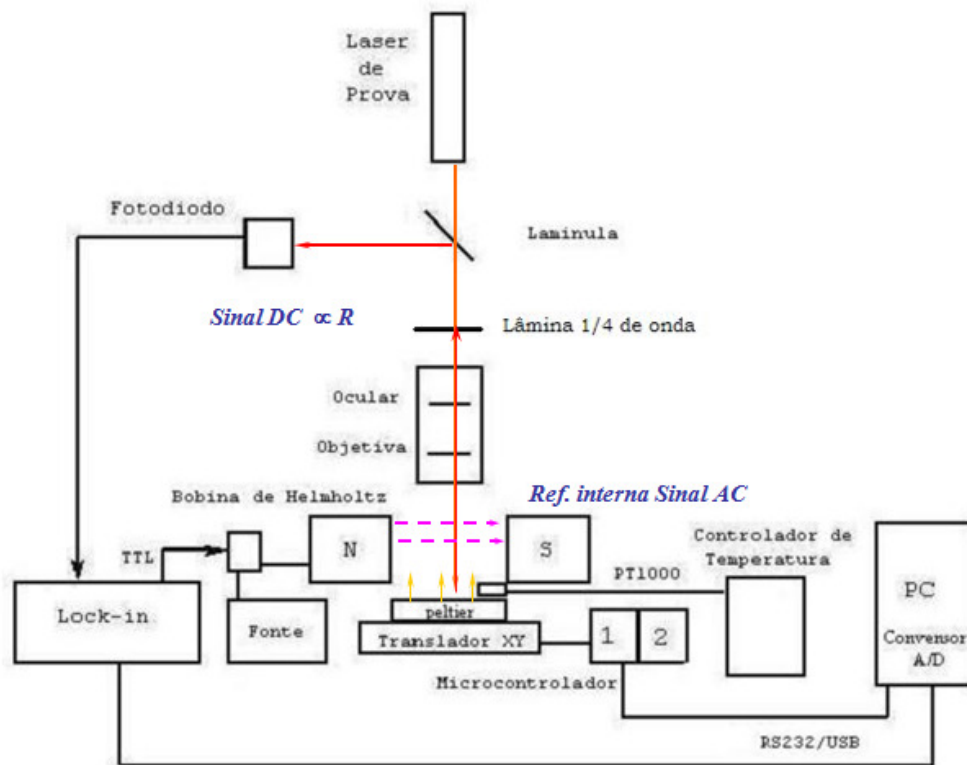 Laser
de
Prova
Fotodiodo
Laminula
Sinal DC ∝ R
Lâmina 1/4 de onda
Ocular
Objetiva
Bobina de Helmholtz
Ref. interna Sinal AC
Controlador de
Temperatura
TTL
N
S
PT1000
PC
Lock-in
Fonte
peltier
Translador XY
1 2
Convensor
A/D
Microcontrolador
RS232/USB